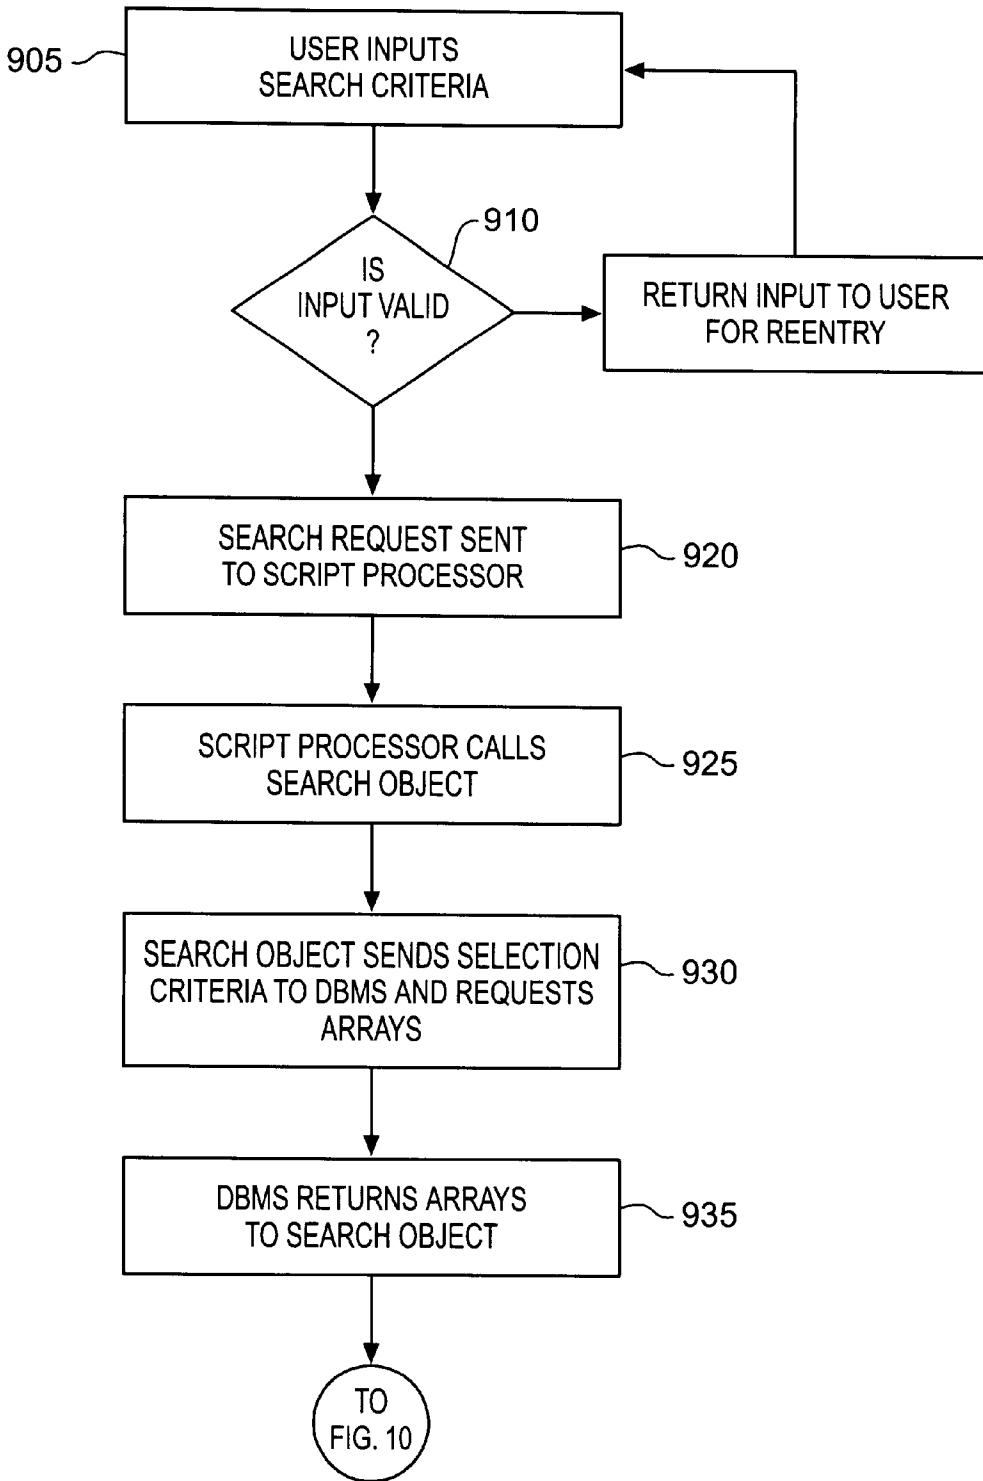 905
USER INPUTS
SEARCH CRITERIA
910
IS
INPUT VALID
?
RETURN INPUT TO USER
FOR REENTRY
SEARCH REQUEST SENT
TO SCRIPT PROCESSOR
920
SCRIPT PROCESSOR CALLS
SEARCH OBJECT
925
SEARCH OBJECT SENDS SELECTION
CRITERIA TO DBMS AND REQUESTS
ARRAYS
930
DBMS RETURNS ARRAYS
TO SEARCH OBJECT
935
TO
FIG. 10